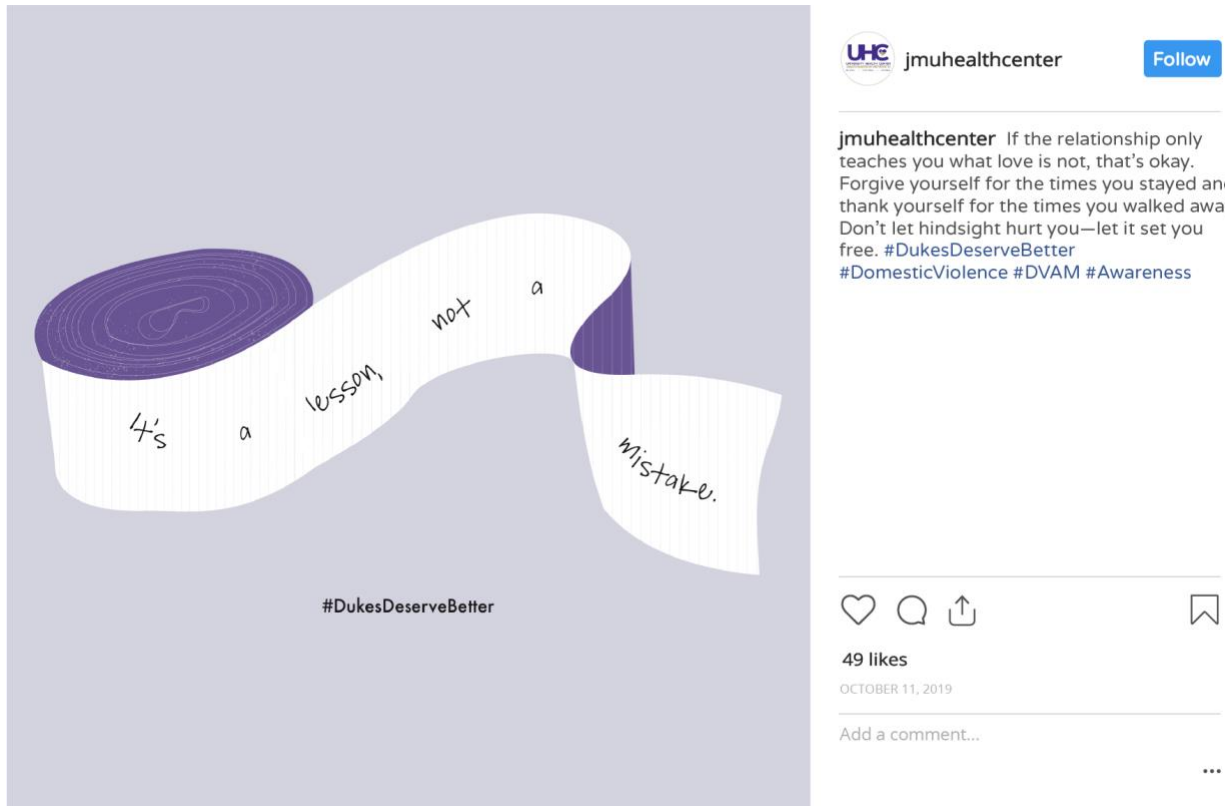 It's a lesson, not a mistake.
#DukesDeserveBetter
UHC
jmuhealthcenter
Follow
jmuhealthcenter If the relationship only
teaches you what love is not, that's okay.
Forgive yourself for the times you stayed an
thank yourself for the times you walked awa
Don't let hindsight hurt you—let it set you
free. #DukesDeserveBetter
#DomesticViolence #DVAM #Awareness
49 likes
OCTOBER 11, 2019
Add a comment...